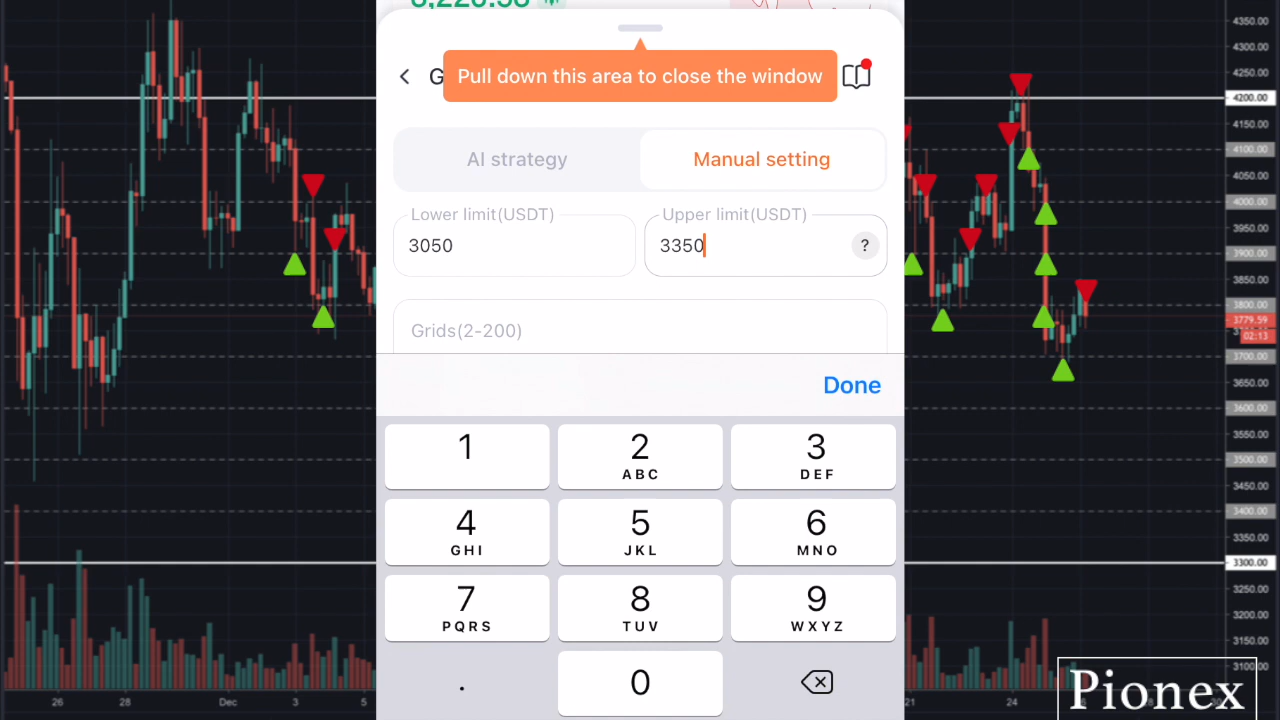 G
Pull down this area to close the window
AI strategy
Manual setting
Lower limit(USDT)
Upper limit(USDT)
3050
3350
?
Grids(2-200)
Done
1
2
ABC
3
DEF
4
GHI
5
JKL
6
MNO
7
PQRS
8
TUV
9
WXYZ
.
0
4350.00
4300.00
4250.00
4200.00
4150.00
4100.00
4050.00
4000.00
3950.00
3900.00
3850.00
3800.00
3779.59
02:13
3700.00
3650.00
3600.00
3550.00
3500.00
3450.00
3400.00
3350.00
3300.00
3250.00
3200.00
3150.00
26
28
Dec
3
5
21
24
Pionex